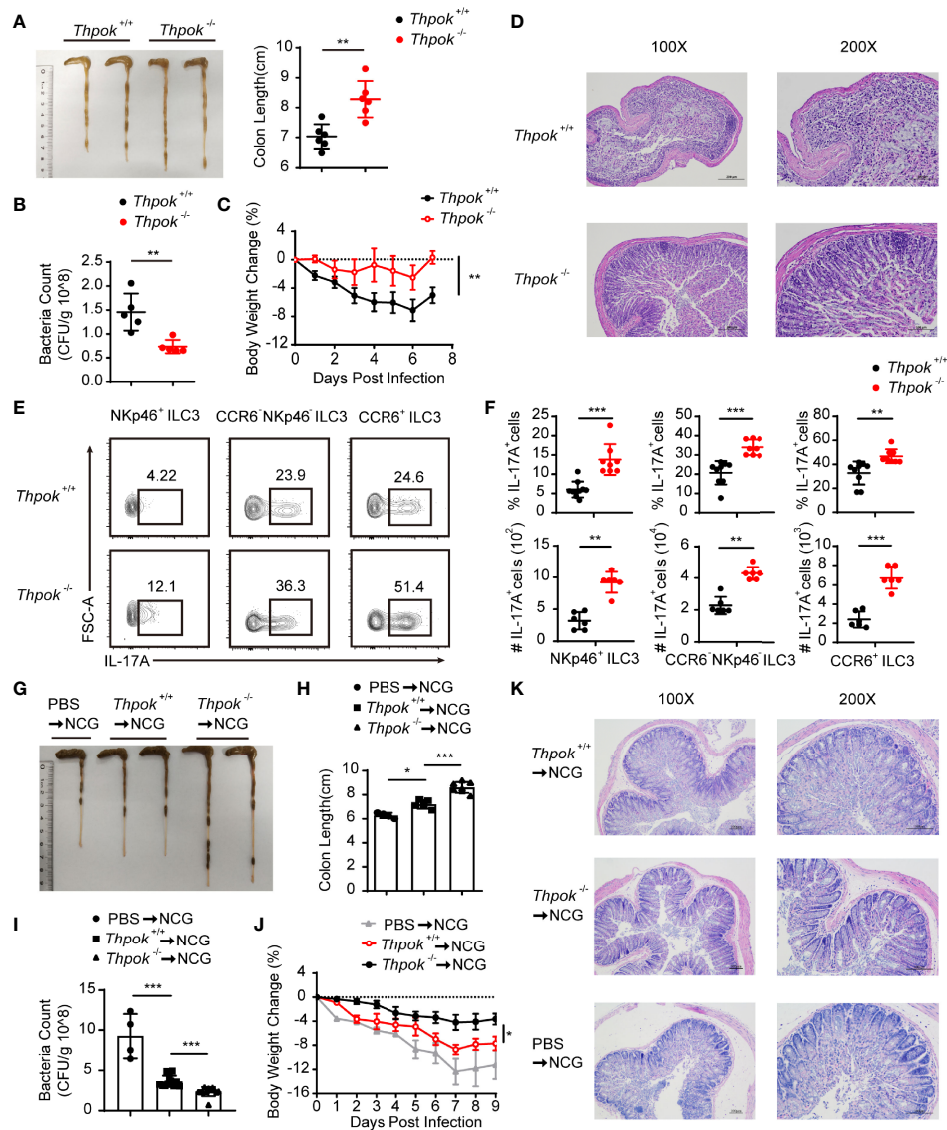 A
Thpok+/+ Thpok-/-
Thpok+/+
Thpok-/-
Colon Length(cm)
10
9
8
7
6
**
B
Thpok+/+
Thpok-/-
Bacteria Count
(CFU/g 10^8)
2.5
2.0
1.5
1.0
0.5
0.0
**
C
Thpok+/+
Thpok-/-
Body Weight Change (%)
4
0
-4
-8
-12
**
0 2 4 6 8
Days Post Infection
D
100X 200X
Thpok+/+
Thpok-/-
E
NKp46+ ILC3 CCR6-NKp46-ILC3 CCR6+ ILC3
Thpok+/+
4.22 23.9 24.6
Thpok-/-
12.1 36.3 51.4
FSC-A
IL-17A
F
Thpok+/+
Thpok-/-
% IL-17A+cells
25
20
15
10
5
0
***
% IL-17A+cells
50
40
30
20
10
0
***
% IL-17A+cells
80
60
40
20
0
**
# IL-17A+cells (10^2)
15
10
5
0
**
NKp46+ ILC3
# IL-17A+cells (10^4)
6
4
2
0
**
CCR6-NKp46-ILC3
# IL-17A+cells (10^3)
10
8
6
4
2
0
***
CCR6+ ILC3
G
PBS Thpok+/+ Thpok-/-
→NCG →NCG →NCG
H
PBS →NCG
Thpok+/+ →NCG
Thpok-/- →NCG
Colon Length(cm)
10
8
6
4
2
0
* ***
I
PBS →NCG
Thpok+/+ →NCG
Thpok-/- →NCG
Bacteria Count
(CFU/g 10^8)
15
10
5
0
***
***
J
PBS →NCG
Thpok+/+ →NCG
Thpok-/- →NCG
Body Weight Change (%)
4
0
-4
-8
-12
-16
*
0 1 2 3 4 5 6 7 8 9
Days Post Infection
K
100X 200X
Thpok+/+
→NCG
Thpok-/-
→NCG
PBS
→NCG